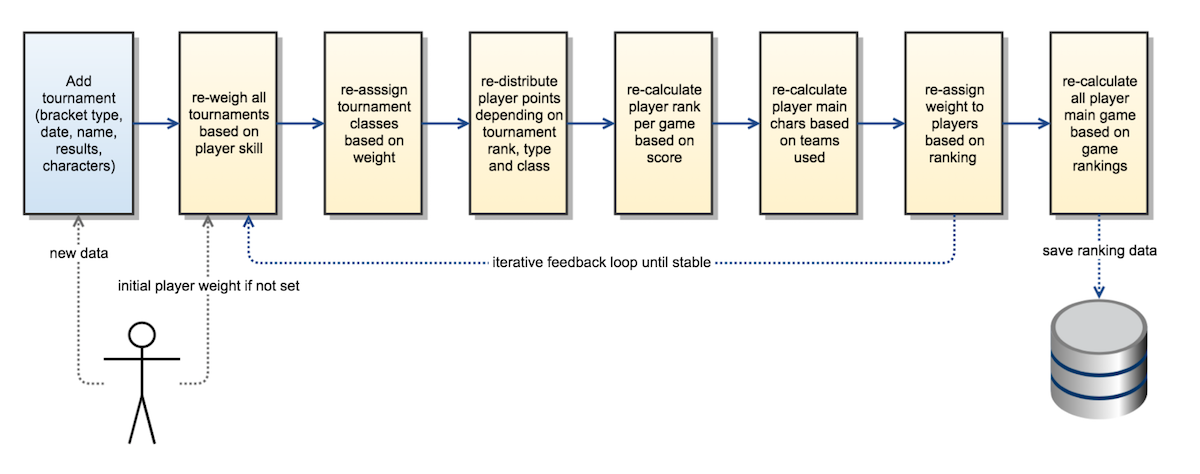 Add
tournament
(bracket type,
date, name,
results,
characters)
re-weigh all
tournaments
based on
player skill
re-asssign
tournament
classes
based on
weight
re-distribute
player points
depending on
tournament
rank, type
and class
re-calculate
player rank
per game
based on
score
re-calculate
player main
chars based
on teams
used
re-assign
weight to
players
based on
ranking
re-calculate
all player
main game
based on
game
rankings
new data
initial player weight if not set
iterative feedback loop until stable
save ranking data